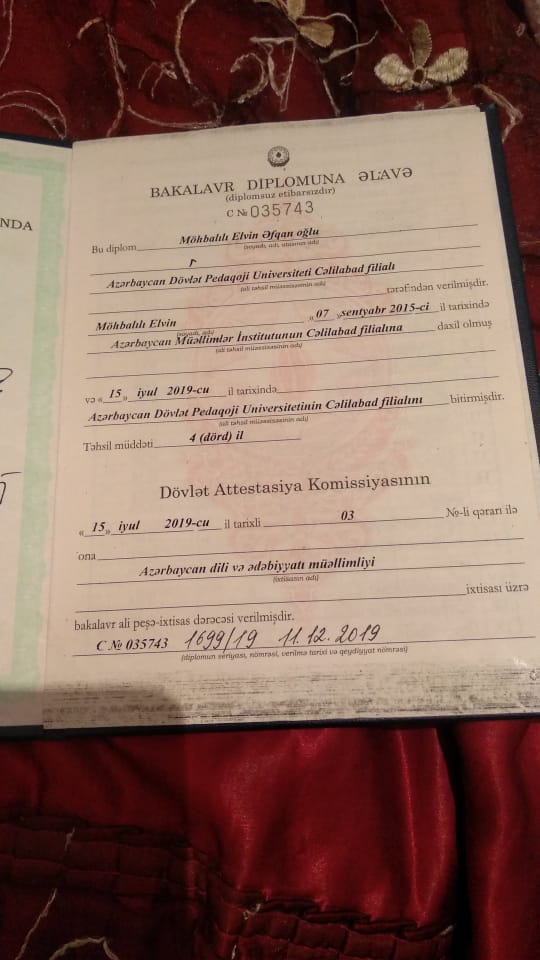 NDA
BAKALAVR DİPLOMUNA ƏLAVƏ
(diplomsuz etibarsızdır)
C № 035743
Bu diplom Möhbalılı Elvin Əfqan oğlu
(soyadı, adı, atasının adı)
Azərbaycan Dövlət Pedaqoji Universiteti Cəlilabad filialı
(ali təhsil müəssisəsinin adı)
tərəfindən verilmişdir.
Möhbalılı Elvin «07» sentyabr 2015-ci il tarixində
(soyadı, adı)
Azərbaycan Müəllimlər İnstitutunun Cəlilabad filialına daxil olmuş
(ali təhsil müəssisəsinin adı)
və «15» iyul 2019-cu il tarixində
Azərbaycan Dövlət Pedaqoji Universitetinin Cəlilabad filialını bitirmişdir.
(ali təhsil müəssisəsinin adı)
Təhsil müddəti 4 (dörd) il
Dövlət Attestasiya Komissiyasının
«15» iyul 2019-cu il tarixli 03 №-li qərarı ilə
ona
Azərbaycan dili və ədəbiyyatı müəllimliyi
(ixtisasın adı)
ixtisası üzrə
bakalavr ali peşə-ixtisas dərəcəsi verilmişdir.
C № 035743 1699/19 11.12.2019
(diplomun seriyası, nömrəsi, verilmə tarixi və qeydiyyat nömrəsi)